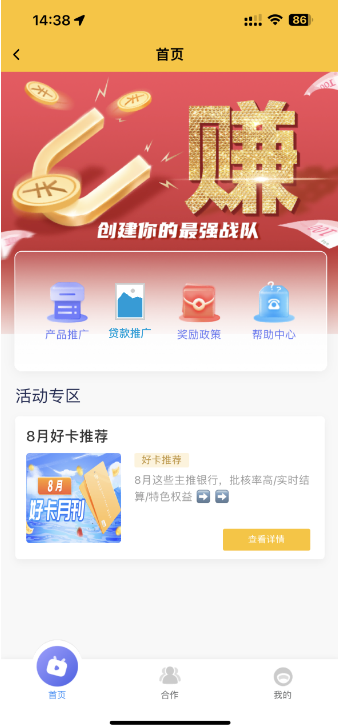 14:38
86
首页
赚
创建你的最强战队
产品推广
贷款推广
奖励政策
帮助中心
活动专区
8月好卡推荐
8月
好卡月刊
好卡推荐
8月这些主推银行，批核率高/实时结
算/特色权益 ➡️ ➡️
查看详情
首页
合作
我的